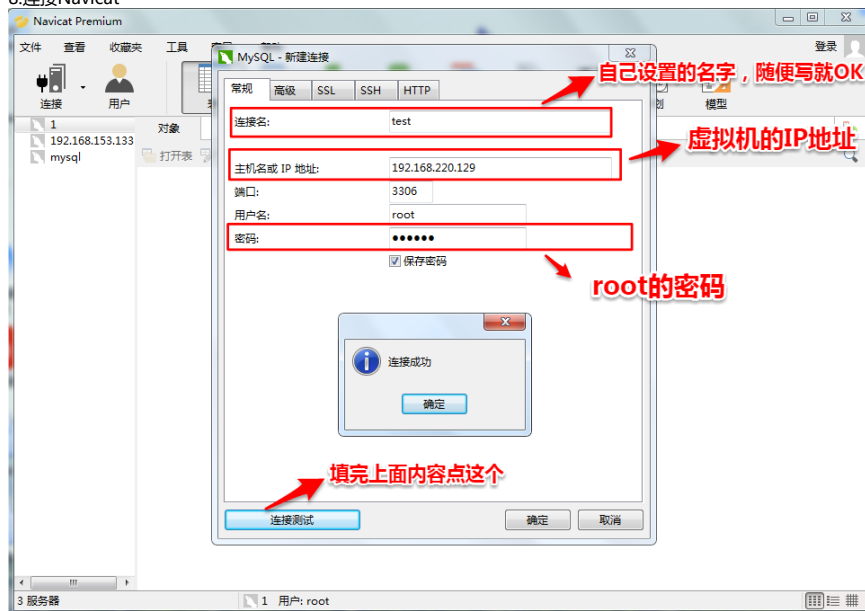 8.连接Navicat
Navicat Premium
文件 查看 收藏夹 工具
登录
MySQL - 新建连接
连接
用户
模型
常规 高级 SSL SSH HTTP
自己设置的名字，随便写就OK
1
192.168.153.133
mysql
对象
打开表
连接名: test
虚拟机的IP地址
主机名或 IP 地址: 192.168.220.129
端口: 3306
用户名: root
密码: ●●●●●●
保存密码
root的密码
连接成功
确定
填完上面内容点这个
连接测试
确定
取消
3 服务器
1 用户: root